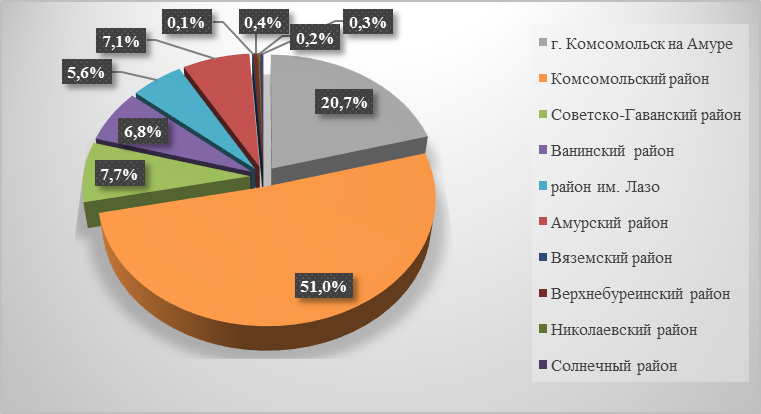 0,1%
0,4%
0,3%
7,1%
0,2%
5,6%
20,7%
6,8%
7,7%
51,0%
г. Комсомольск на Амуре
Комсомольский район
Советско-Гаванский район
Ванинский район
район им. Лазо
Амурский район
Вяземский район
Верхнебуреинский район
Николаевский район
Солнечный район